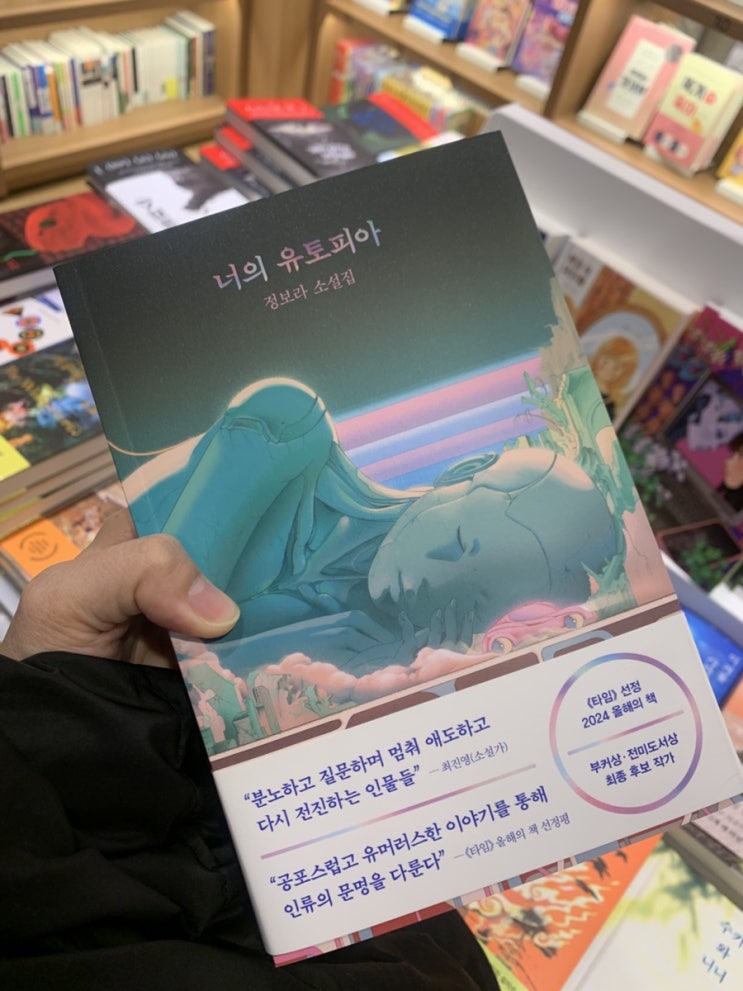 너의 유토피아
정보라 소설집
《타임》 선정
2024 올해의 책
부커상·전미도서상
최종 후보 작가
“분노하고 질문하며 멈춰 애도하고
다시 전진하는 인물들” —최진영(소설가)
“공포스럽고 유머러스한 이야기를 통해
인류의 문명을 다룬다” —《타임》 올해의 책 선정평
수키
와
니니